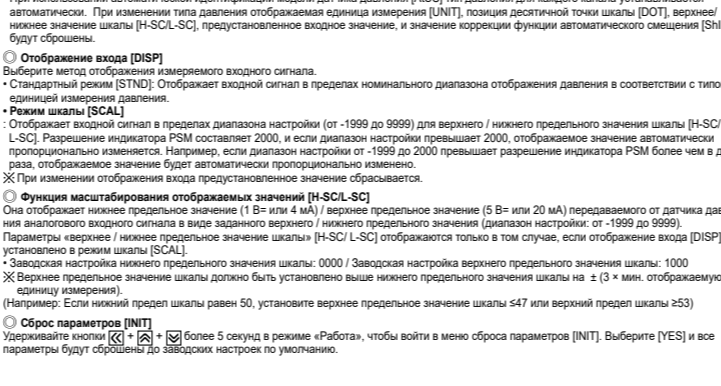 автоматически. При изменении типа давления отображаемая единица измерения [UNIT], позиция десятичной точки шкалы [DOT], верхнее/
нижнее значение шкалы [H-SC/L-SC], предустановленное входное значение, и значение коррекции функции автоматического смещения [ShI
будут сброшены.
◎ Отображение входа [DISP]
Выберите метод отображения измеряемого входного сигнала.
• Стандартный режим [STND]: Отображает входной сигнал в пределах номинального диапазона отображения давления в соответствии с типо
единицей измерения давления.
• Режим шкалы [SCAL]
: Отображает входной сигнал в пределах диапазона настройки (от -1999 до 9999) для верхнего / нижнего предельного значения шкалы [H-SC/
L-SC]. Разрешение индикатора PSM составляет 2000, и если диапазон настройки превышает 2000, отображаемое значение автоматически
пропорционально изменяется. Например, если диапазон настройки от -1999 до 2000 превышает разрешение индикатора PSM более чем в д
раза, отображаемое значение будет автоматически пропорционально изменено.
※ При изменении отображения входа предустановленное значение сбрасывается.
◎ Функция масштабирования отображаемых значений [H-SC/L-SC]
Она отображает нижнее предельное значение (1 В= или 4 мА) / верхнее предельное значение (5 В= или 20 мА) передаваемого от датчика дав
ния аналогового входного сигнала в виде заданного верхнего / нижнего значения (диапазон настройки: от -1999 до 9999).
Параметры «верхнее / нижнее предельное значение шкалы» [H-SC/ L-SC] отображаются только в том случае, если отображение входа [DISP]
установлено в режим шкалы [SCAL].
• Заводская настройка нижнего предельного значения шкалы: 0000 / Заводская настройка верхнего предельного значения шкалы: 1000
※ Верхнее предельное значение шкалы должно быть установлено выше нижнего предельного значения шкалы на ± (3 × мин. отображаемую
единицу измерения).
(Например: Если нижний предел шкалы равен 50, установите верхнее предельное значение шкалы ≤47 или верхний предел шкалы ≥53)
◎ Сброс параметров [INIT]
Удерживайте кнопки + + более 5 секунд в режиме «Работа», чтобы войти в меню сброса параметров [INIT]. Выберите [YES] и все
параметры будут сброшены до заводских настроек по умолчанию.